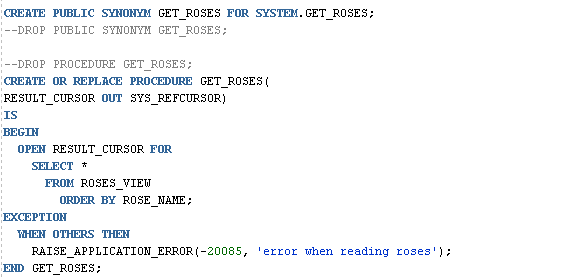 CREATE PUBLIC SYNONYM GET_ROSES FOR SYSTEM.GET_ROSES;
--DROP PUBLIC SYNONYM GET_ROSES;

--DROP PROCEDURE GET_ROSES;
CREATE OR REPLACE PROCEDURE GET_ROSES(
RESULT_CURSOR OUT SYS_REFCURSOR)
IS
BEGIN
  OPEN RESULT_CURSOR FOR
    SELECT *
      FROM ROSES_VIEW
        ORDER BY ROSE_NAME;
EXCEPTION
  WHEN OTHERS THEN
    RAISE_APPLICATION_ERROR(-20085, 'error when reading roses');
END GET_ROSES;